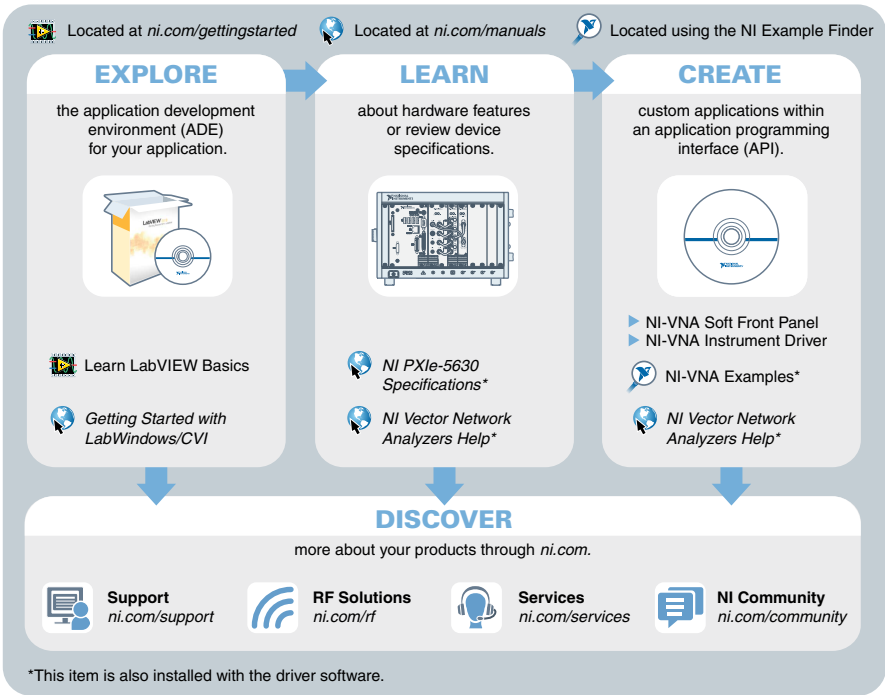 Located at ni.com/gettingstarted
Located at ni.com/manuals
Located using the NI Example Finder
EXPLORE
the application development
environment (ADE)
for your application.
LabVIEW
Learn LabVIEW Basics
Getting Started with
LabWindows/CVI
LEARN
about hardware features
or review device
specifications.
NATIONAL
INSTRUMENTS
NI PXIe-5630
Specifications*
NI Vector Network
Analyzers Help*
CREATE
custom applications within
an application programming
interface (API).
NI-VNA Soft Front Panel
NI-VNA Instrument Driver
NI-VNA Examples*
NI Vector Network
Analyzers Help*
DISCOVER
more about your products through ni.com.
Support
ni.com/support
RF Solutions
ni.com/rf
Services
ni.com/services
NI Community
ni.com/community
*This item is also installed with the driver software.